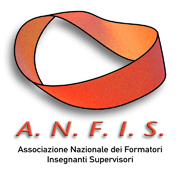 A. N. F. I. S.
Associazione Nazionale dei Formatori
Insegnanti Supervisori